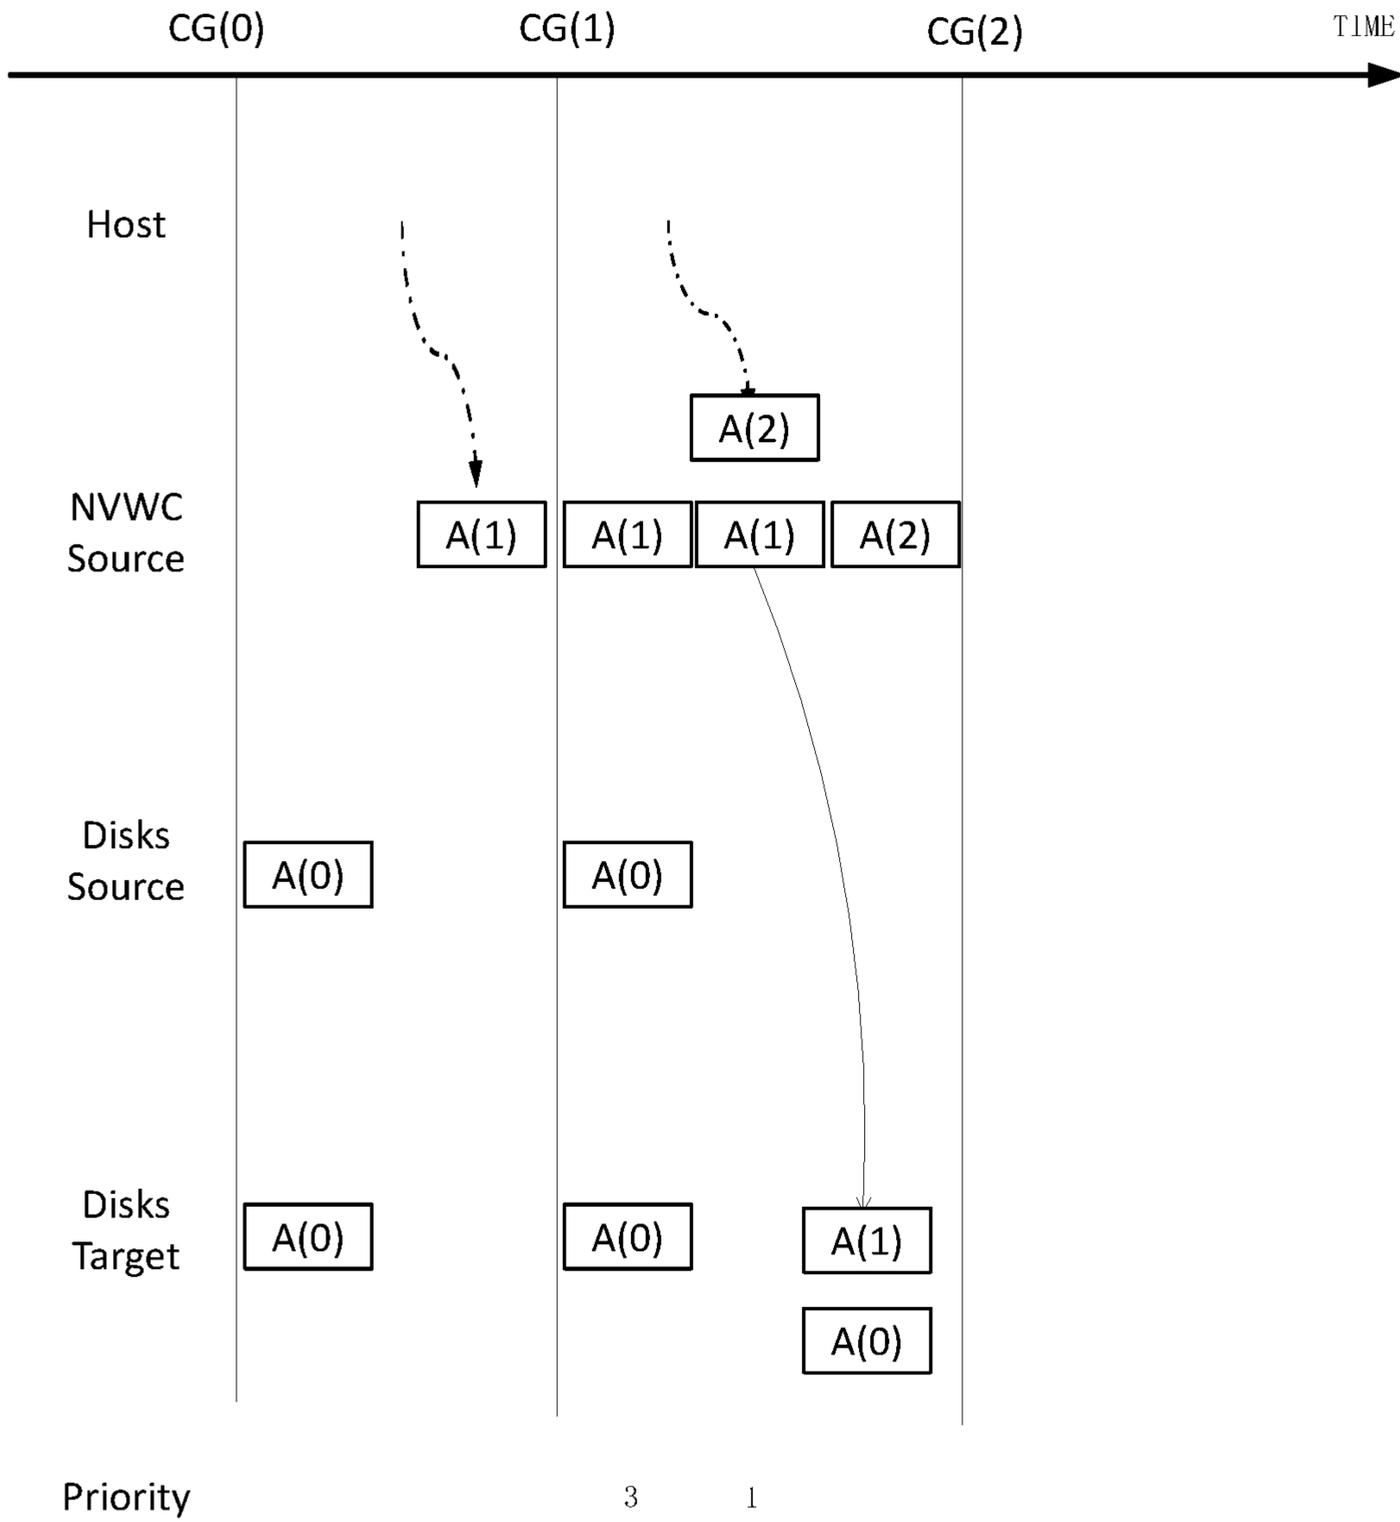 CG(0) CG(1) CG(2) TIME
Host
A(2)
NVWC
Source
A(1) A(1) A(1) A(2)
Disks
Source
A(0) A(0)
Disks
Target
A(0) A(0) A(1)
A(0)
Priority 3 1